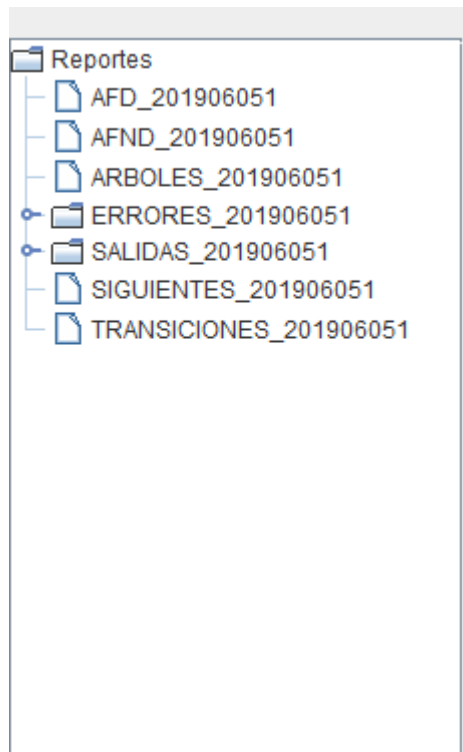 Reportes
AFD_201906051
AFND_201906051
ARBOLES_201906051
ERRORES_201906051
SALIDAS_201906051
SIGUIENTES_201906051
TRANSICIONES_201906051